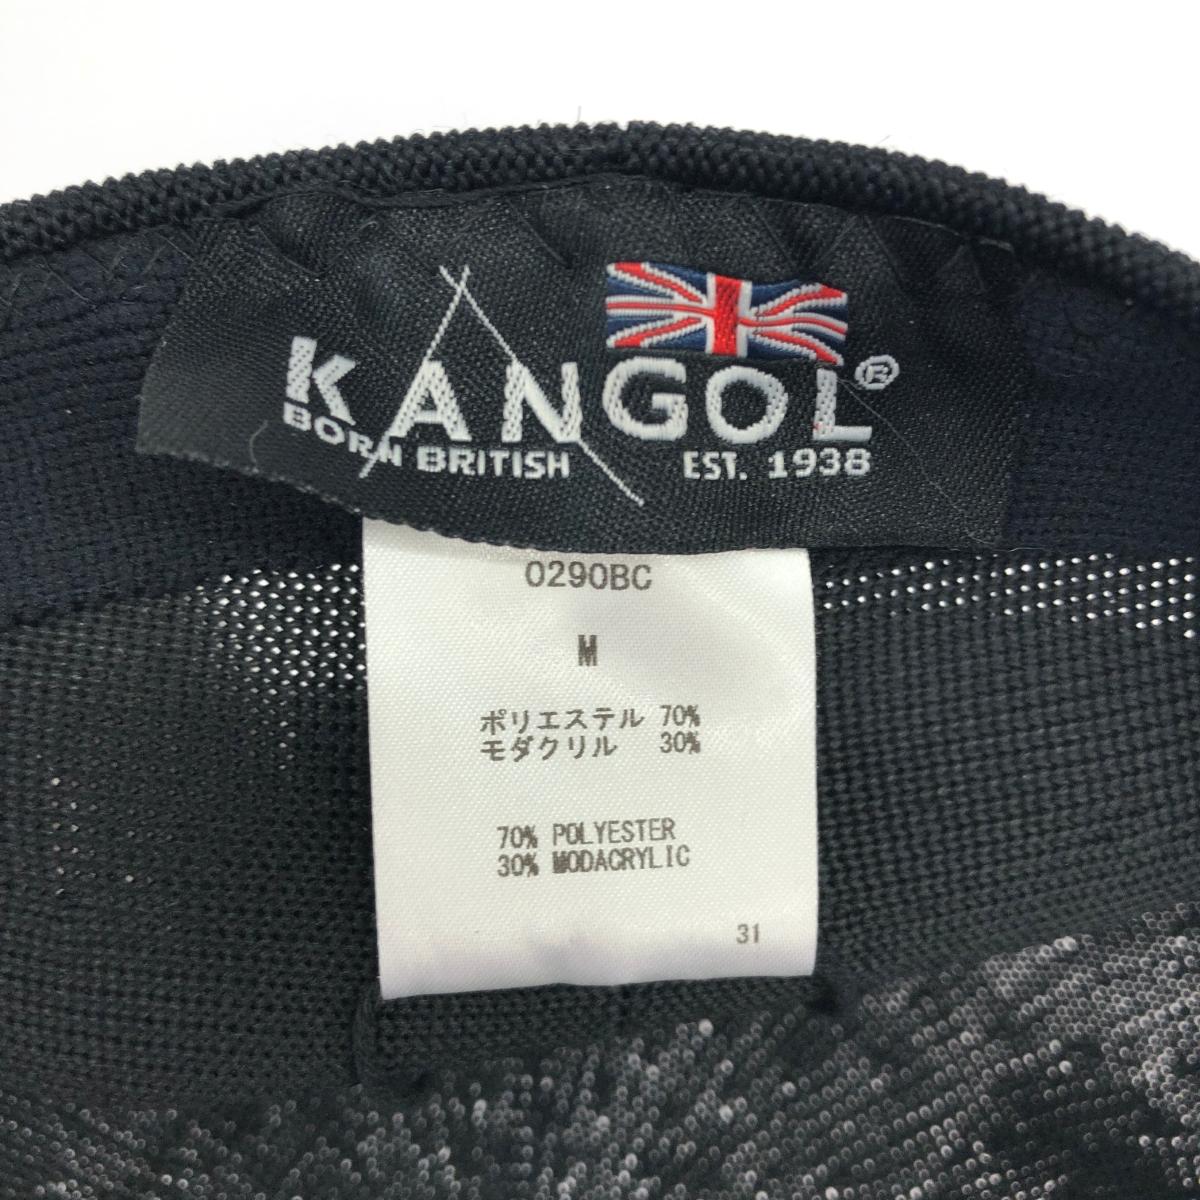 KANGOL®
BORN BRITISH EST. 1938
0290BC
M
ポリエステル 70%
モダクリル 30%
70% POLYESTER
30% MODACRYLIC
31